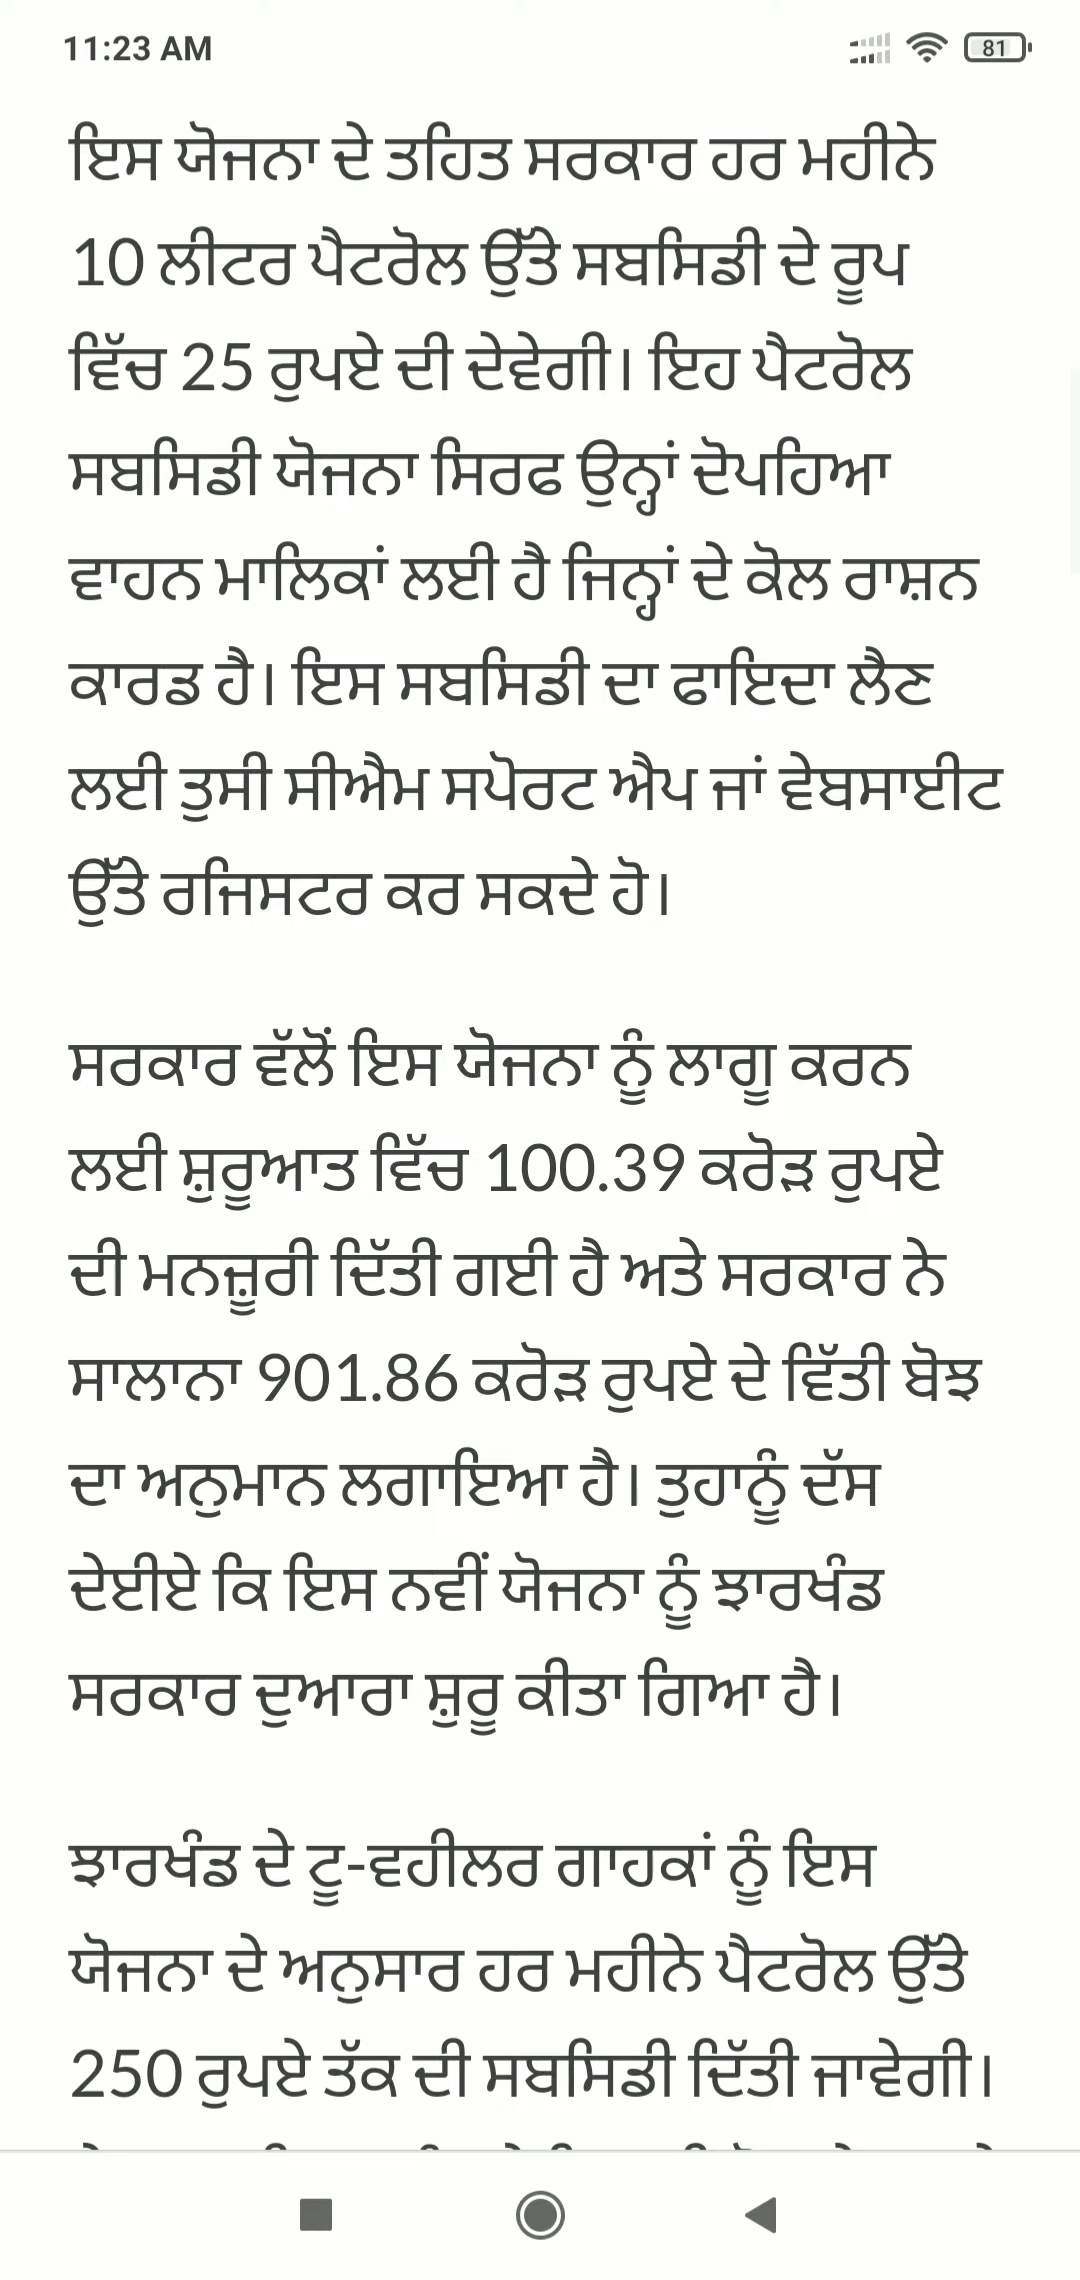 11:23 AM
81
ਇਸ ਯੋਜਨਾ ਦੇ ਤਹਿਤ ਸਰਕਾਰ ਹਰ ਮਹੀਨੇ
10 ਲੀਟਰ ਪੈਟਰੋਲ ਉੱਤੇ ਸਬਸਿਡੀ ਦੇ ਰੂਪ
ਵਿੱਚ 25 ਰੁਪਏ ਦੀ ਦੇਵੇਗੀ। ਇਹ ਪੈਟਰੋਲ
ਸਬਸਿਡੀ ਯੋਜਨਾ ਸਿਰਫ ਉਨ੍ਹਾਂ ਦੋਪਹਿਆ
ਵਾਹਨ ਮਾਲਿਕਾਂ ਲਈ ਹੈ ਜਿਨ੍ਹਾਂ ਦੇ ਕੋਲ ਰਾਸ਼ਨ
ਕਾਰਡ ਹੈ। ਇਸ ਸਬਸਿਡੀ ਦਾ ਫਾਇਦਾ ਲੈਣ
ਲਈ ਤੁਸੀ ਸੀਐਮ ਸਪੋਰਟ ਐਪ ਜਾਂ ਵੇਬਸਾਈਟ
ਉੱਤੇ ਰਜਿਸਟਰ ਕਰ ਸਕਦੇ ਹੋ।
ਸਰਕਾਰ ਵੱਲੋਂ ਇਸ ਯੋਜਨਾ ਨੂੰ ਲਾਗੂ ਕਰਨ
ਲਈ ਸ਼ੁਰੂਆਤ ਵਿੱਚ 100.39 ਕਰੋੜ ਰੁਪਏ
ਦੀ ਮਨਜ਼ੂਰੀ ਦਿੱਤੀ ਗਈ ਹੈ ਅਤੇ ਸਰਕਾਰ ਨੇ
ਸਾਲਾਨਾ 901.86 ਕਰੋੜ ਰੁਪਏ ਦੇ ਵਿੱਤੀ ਬੋਝ
ਦਾ ਅਨੁਮਾਨ ਲਗਾਇਆ ਹੈ। ਤੁਹਾਨੂੰ ਦੱਸ
ਦੇਈਏ ਕਿ ਇਸ ਨਵੀਂ ਯੋਜਨਾ ਨੂੰ ਝਾਰਖੰਡ
ਸਰਕਾਰ ਦੁਆਰਾ ਸ਼ੁਰੂ ਕੀਤਾ ਗਿਆ ਹੈ।
ਝਾਰਖੰਡ ਦੇ ਟੂ-ਵਹੀਲਰ ਗਾਹਕਾਂ ਨੂੰ ਇਸ
ਯੋਜਨਾ ਦੇ ਅਨੁਸਾਰ ਹਰ ਮਹੀਨੇ ਪੈਟਰੋਲ ਉੱਤੇ
250 ਰੁਪਏ ਤੱਕ ਦੀ ਸਬਸਿਡੀ ਦਿੱਤੀ ਜਾਵੇਗੀ।